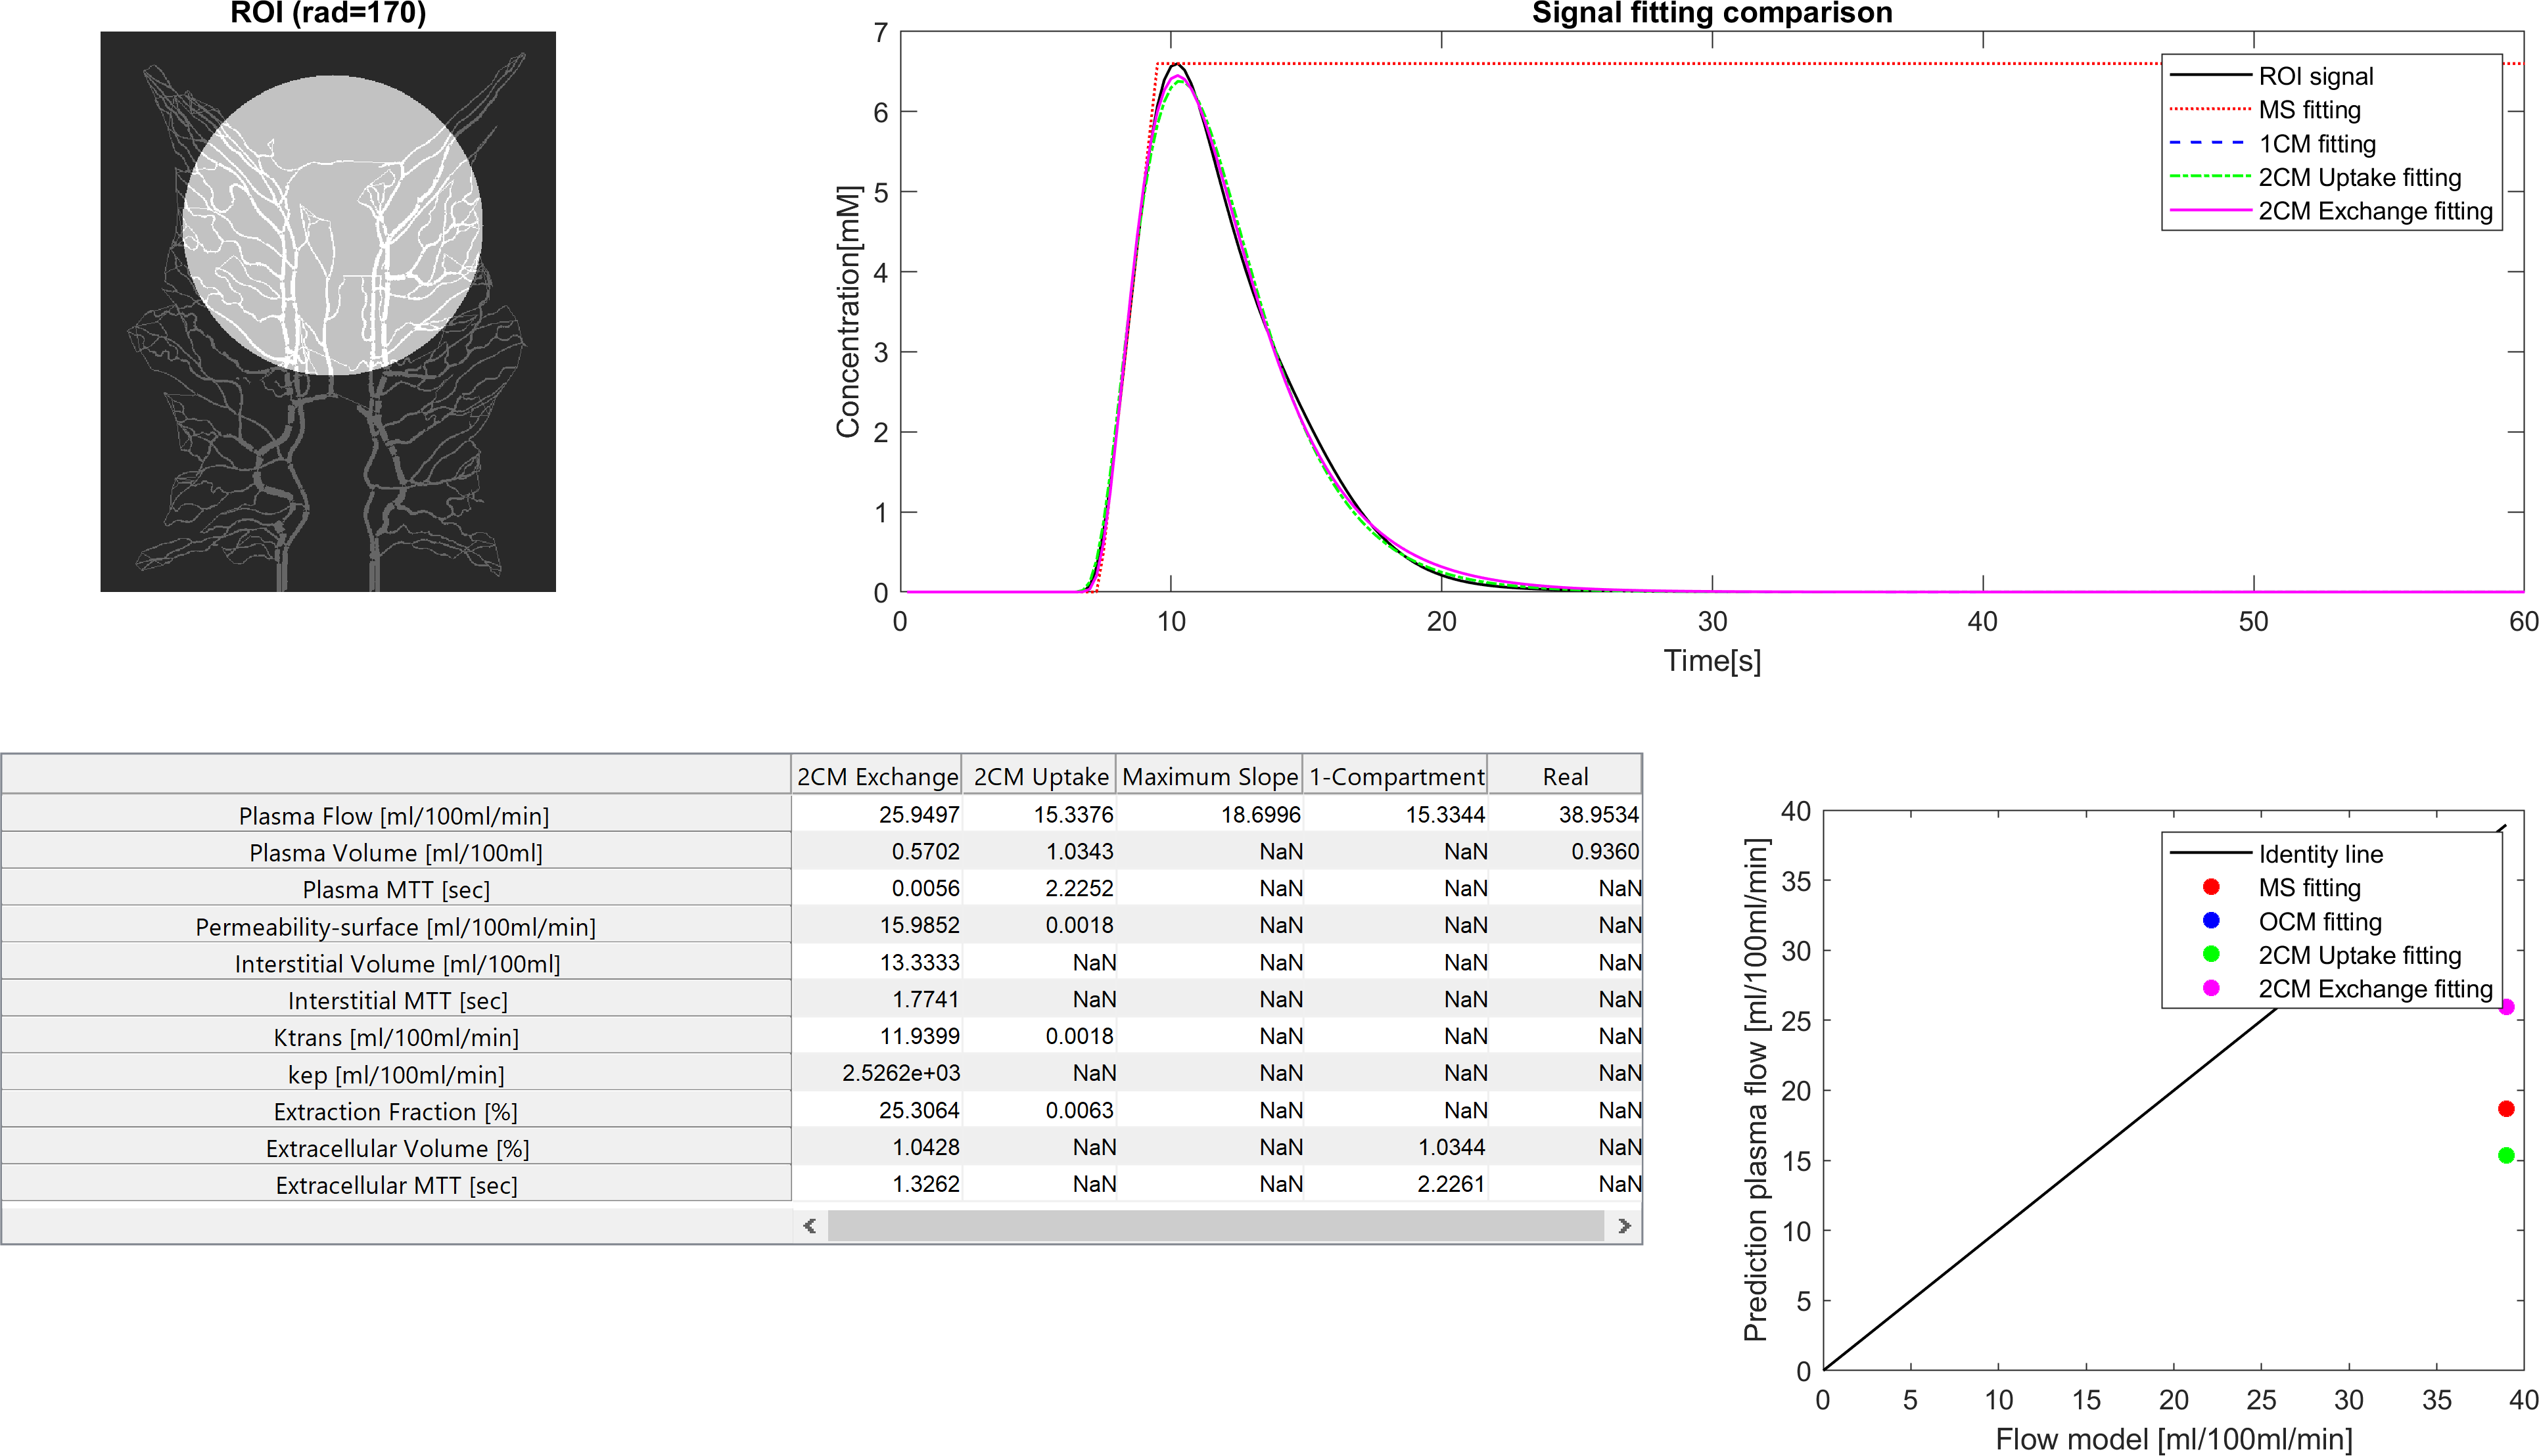 ROI (rad=170)
Signal fitting comparison
7
6
5
4
3
2
1
0
Concentration[mM]
0 10 20 30 40 50 60
Time[s]
ROI signal
MS fitting
1CM fitting
2CM Uptake fitting
2CM Exchange fitting
2CM Exchange 2CM Uptake Maximum Slope 1-Compartment Real
Plasma Flow [ml/100ml/min] 25.9497 15.3376 18.6996 15.3344 38.9534
Plasma Volume [ml/100ml] 0.5702 1.0343 NaN NaN 0.9360
Plasma MTT [sec] 0.0056 2.2252 NaN NaN NaN
Permeability-surface [ml/100ml/min] 15.9852 0.0018 NaN NaN NaN
Interstitial Volume [ml/100ml] 13.3333 NaN NaN NaN NaN
Interstitial MTT [sec] 1.7741 NaN NaN NaN NaN
Ktrans [ml/100ml/min] 11.9399 0.0018 NaN NaN NaN
kep [ml/100ml/min] 2.5262e+03 NaN NaN NaN NaN
Extraction Fraction [%] 25.3064 0.0063 NaN NaN NaN
Extracellular Volume [%] 1.0428 NaN NaN 1.0344 NaN
Extracellular MTT [sec] 1.3262 NaN NaN 2.2261 NaN
40
35
30
25
20
15
10
5
0
Prediction plasma flow [ml/100ml/min]
0 5 10 15 20 25 30 35 40
Flow model [ml/100ml/min]
Identity line
MS fitting
OCM fitting
2CM Uptake fitting
2CM Exchange fitting